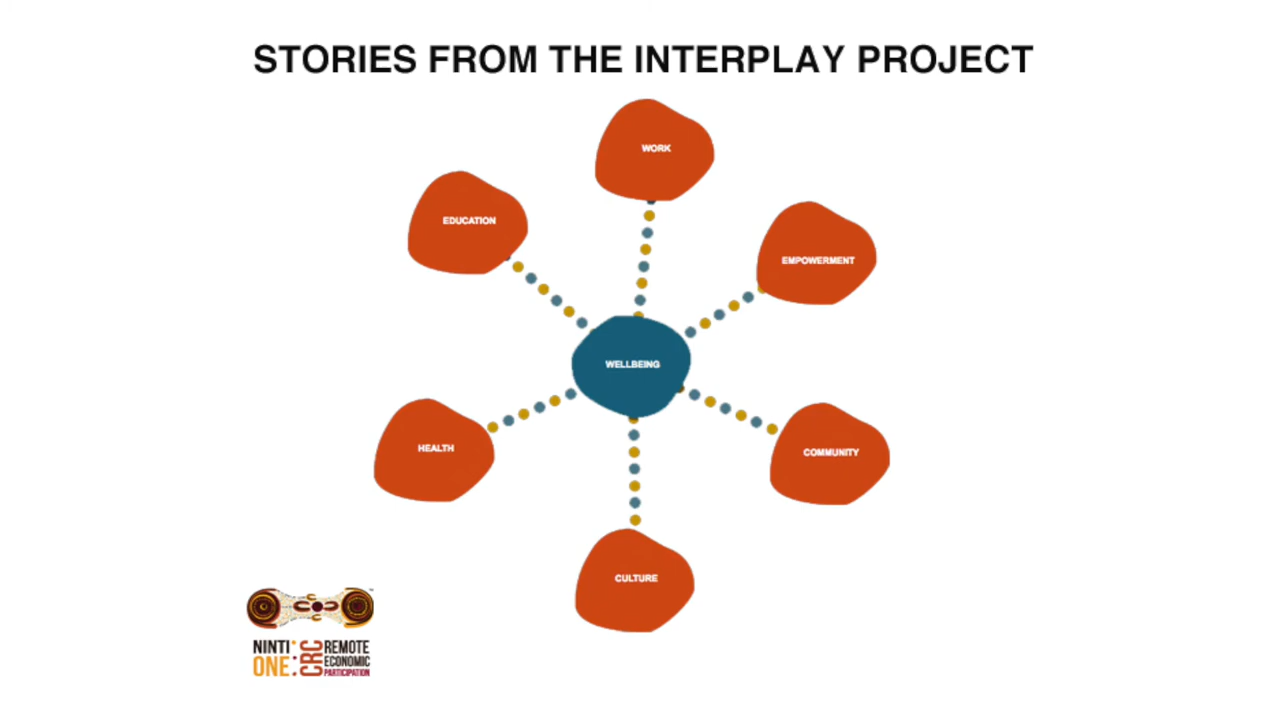 STORIES FROM THE INTERPLAY PROJECT
WORK
EDUCATION
EMPOWERMENT
WELLBEING
HEALTH
COMMUNITY
CULTURE
NINTI
ONE:
CRC
REMOTE
ECONOMIC
PARTICIPATION